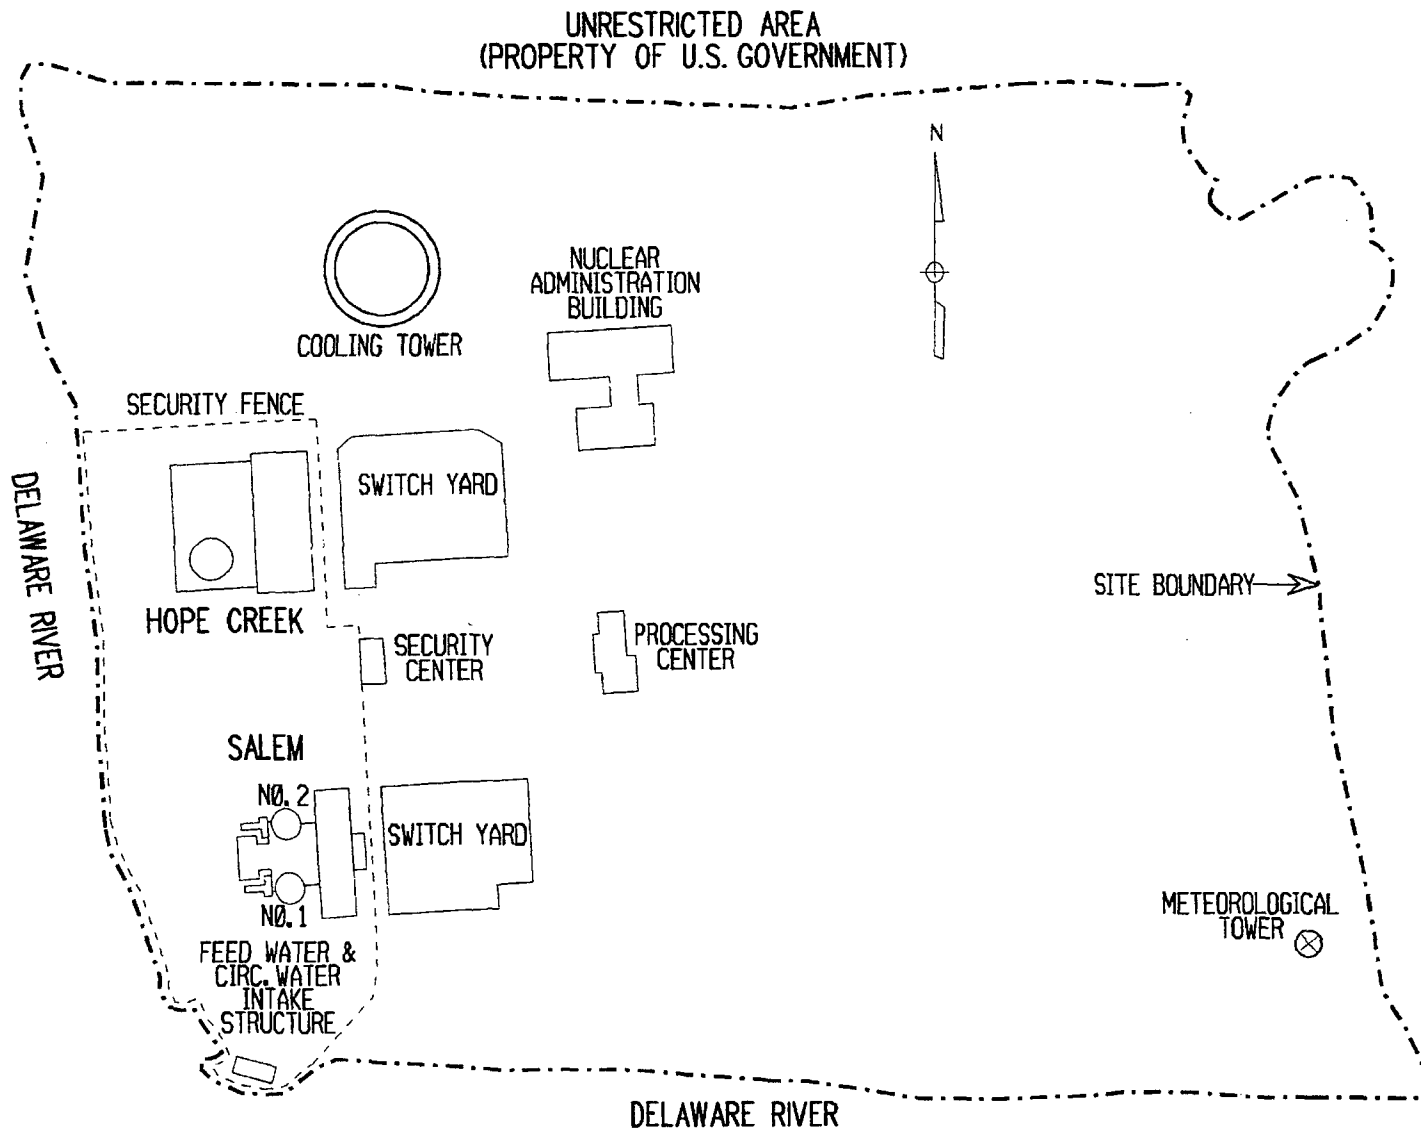 UNRESTRICTED AREA
(PROPERTY OF U.S. GOVERNMENT)
N
NUCLEAR
ADMINISTRATION
BUILDING
COOLING TOWER
SECURITY FENCE
SWITCH YARD
DELAWARE RIVER
HOPE CREEK
SITE BOUNDARY
SECURITY
CENTER
PROCESSING
CENTER
SALEM
NØ. 2
SWITCH YARD
NØ. 1
METEOROLOGICAL
TOWER
FEED WATER &
CIRC. WATER
INTAKE
STRUCTURE
DELAWARE RIVER